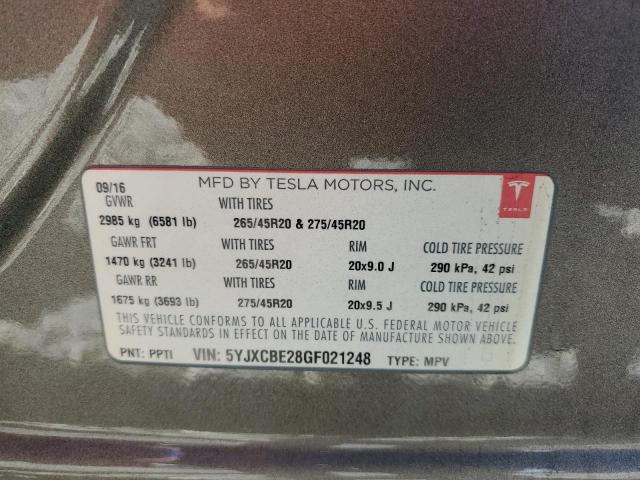 09/16 MFD BY TESLA MOTORS, INC.
GVWR WITH TIRES
2985 kg (6581 lb) 265/45R20 & 275/45R20
GAWR FRT WITH TIRES RIM COLD TIRE PRESSURE
1470 kg (3241 lb) 265/45R20 20x9.0 J 290 kPa, 42 psi
GAWR RR WITH TIRES RIM COLD TIRE PRESSURE
1675 kg (3693 lb) 275/45R20 20x9.5 J 290 kPa, 42 psi
THIS VEHICLE CONFORMS TO ALL APPLICABLE U.S. FEDERAL MOTOR VEHICLE
SAFETY STANDARDS IN EFFECT ON THE DATE OF MANUFACTURE SHOWN ABOVE.
PNT: PPTI VIN: 5YJXCBE28GF021248 TYPE: MPV
TESLA